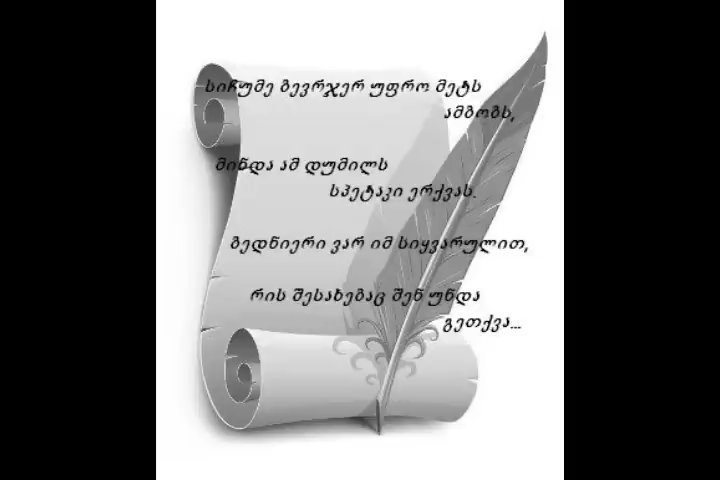 სიჩუმე ბევრჯერ უფრო მეტს
ამბობს,
მინდა ამ დუმილს
სპეტაკი ერქვას.
ბედნიერი ვარ იმ სიყვარულით,
რის შესახებაც შენ უნდა
გეთქვა...